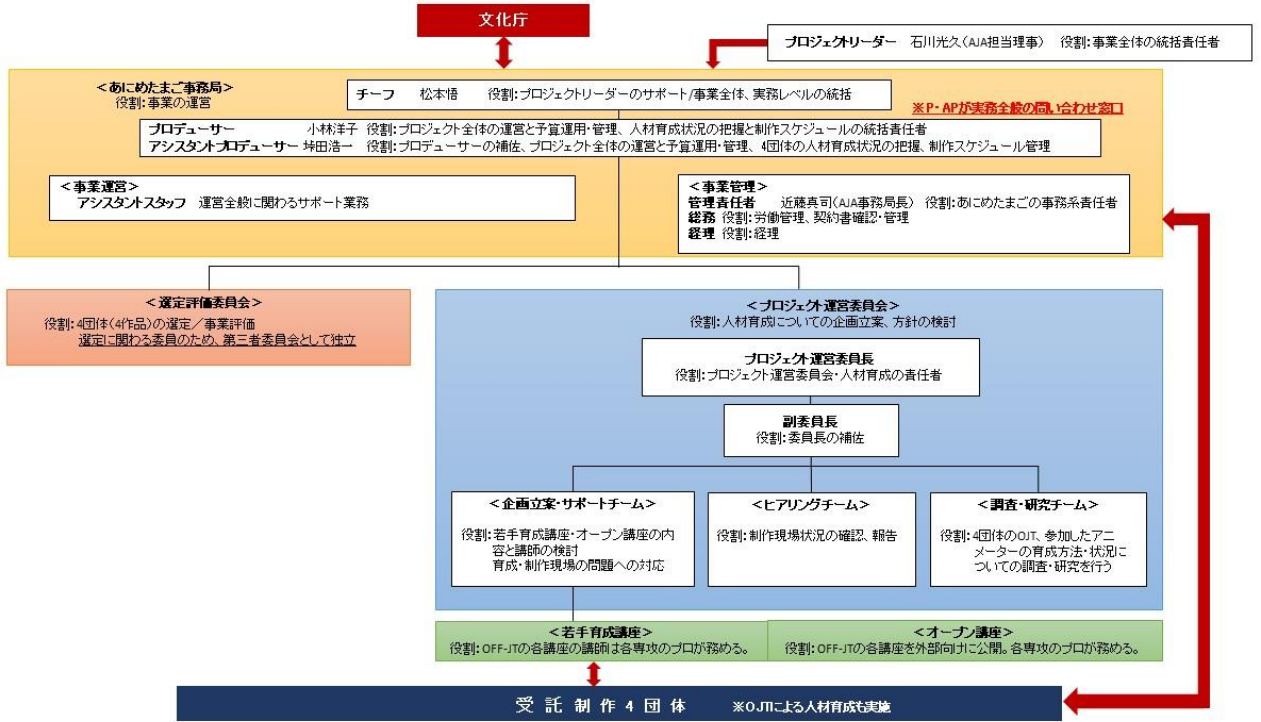 文化庁
プロジェクトリーダー 石川光久(AJA担当理事) 役割:事業全体の統括責任者
<あにめたまご事務局>
役割:事業の運営
チーフ 松本悟 役割:プロジェクトリーダーのサポート/事業全体、実務レベルの統括
※P・APが実務全般の問い合わせ窓口
プロデューサー 小林洋子 役割:プロジェクト全体の運営と予算運用・管理、人材育成状況の把握と制作スケジュールの統括責任者
アシスタントプロデューサー 埣田浩一 役割:プロデューサーの補佐、プロジェクト全体の運営と予算運用・管理、4団体の人材育成状況の把握、制作スケジュール管理
<事業運営>
アシスタントスタッフ 運営全般に関わるサポート業務
<事業管理>
管理責任者 近藤真司(AJA事務局長) 役割:あにめたまごの事務系責任者
総務 役割:労働管理、契約書確認・管理
経理 役割:経理
<選定評価委員会>
役割:4団体(4作品)の選定/事業評価
選定に関わる委員のため、第三者委員会として独立
<プロジェクト運営委員会>
役割:人材育成についての企画立案、方針の検討
プロジェクト運営委員長
役割:プロジェクト運営委員会・人材育成の責任者
副委員長
役割:委員長の補佐
<企画立案・サポートチーム>
役割:若手育成講座・オープン講座の内
容と講師の検討
育成・制作現場の問題への対応
<ヒアリングチーム>
役割:制作現場状況の確認、報告
<調査・研究チーム>
役割:4団体のOJT、参加したアニ
メーターの育成方法・状況に
ついての調査・研究を行う
<若手育成講座>
役割:OFF-JTの各講座の講師は各専攻のプロが務める。
<オープン講座>
役割:OFF-JTの各講座を外部向けに公開。各専攻のプロが務める。
受託制作4団体 ※OJTによる人材育成も実施